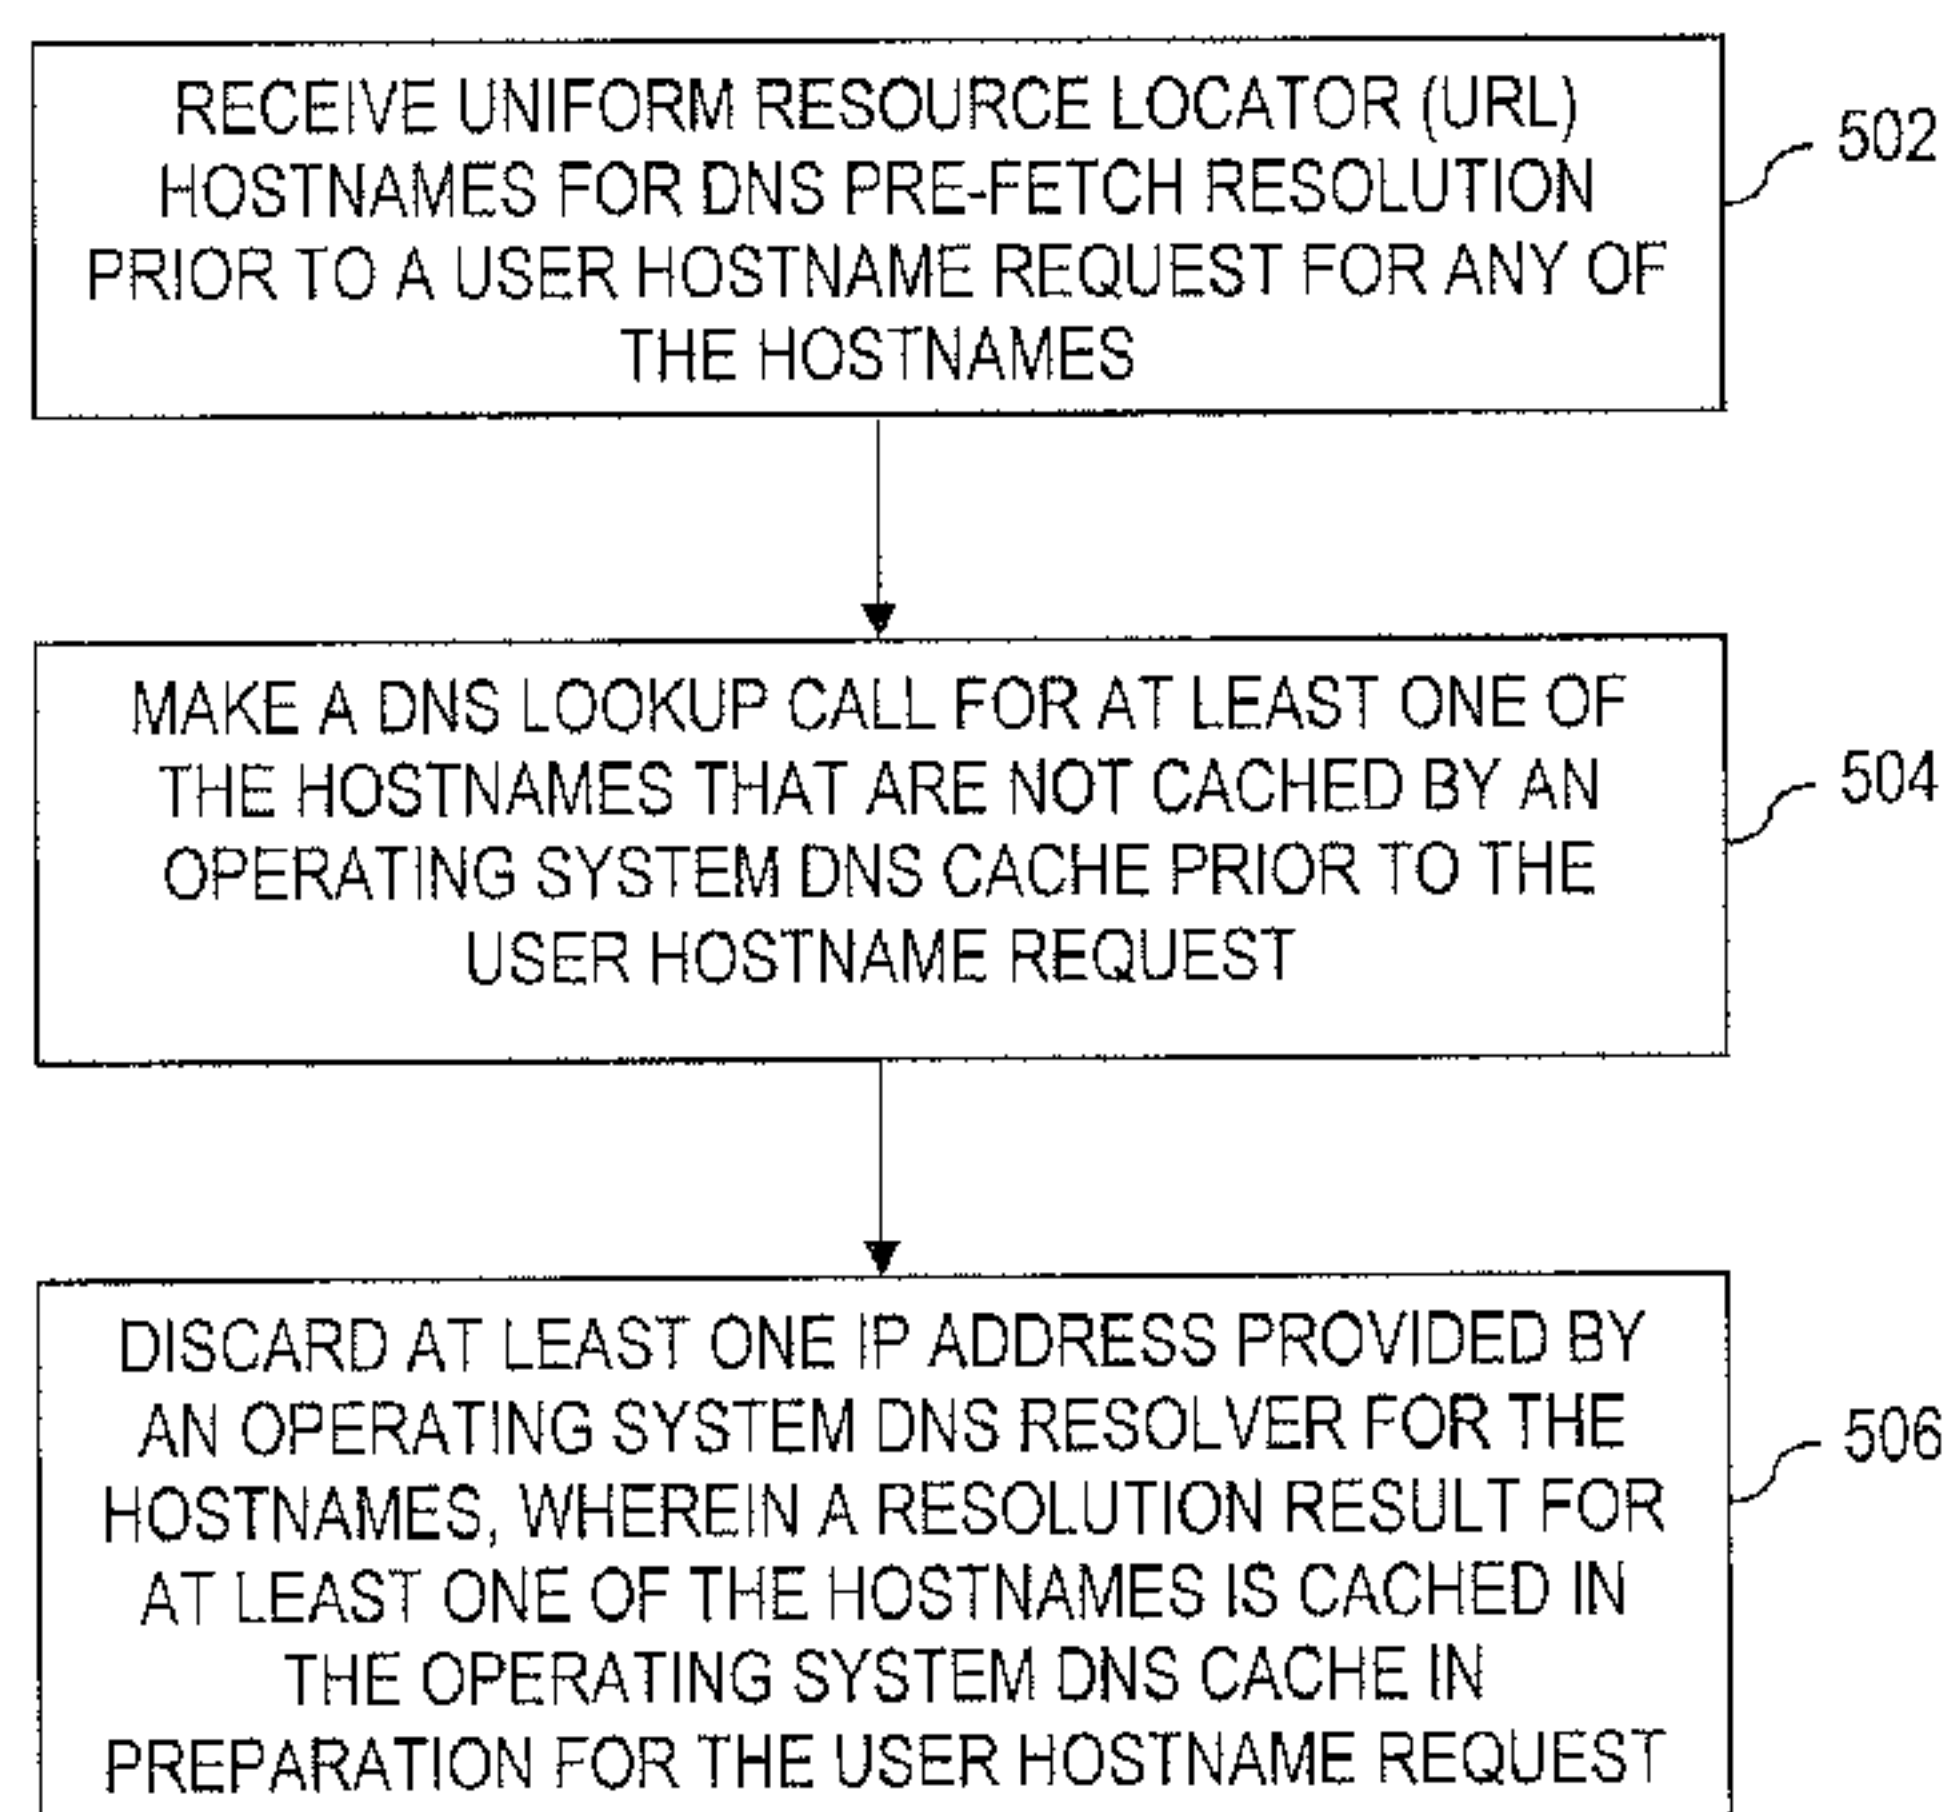 RECEIVE UNIFORM RESOURCE LOCATOR (URL)
HOSTNAMES FOR DNS PRE-FETCH RESOLUTION
PRIOR TO A USER HOSTNAME REQUEST FOR ANY OF
THE HOSTNAMES
502
MAKE A DNS LOOKUP CALL FOR AT LEAST ONE OF
THE HOSTNAMES THAT ARE NOT CACHED BY AN
OPERATING SYSTEM DNS CACHE PRIOR TO THE
USER HOSTNAME REQUEST
504
DISCARD AT LEAST ONE IP ADDRESS PROVIDED BY
AN OPERATING SYSTEM DNS RESOLVER FOR THE
HOSTNAMES, WHEREIN A RESOLUTION RESULT FOR
AT LEAST ONE OF THE HOSTNAMES IS CACHED IN
THE OPERATING SYSTEM DNS CACHE IN
PREPARATION FOR THE USER HOSTNAME REQUEST
506